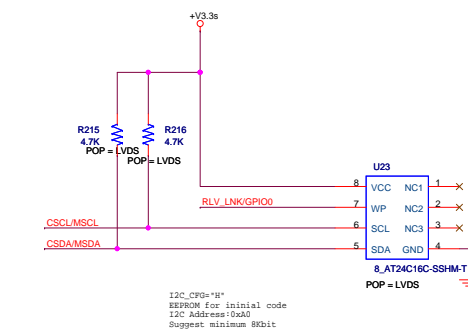 +V3.3s
R215
4.7K
POP = LVDS
R216
4.7K
POP = LVDS
U23
8 VCC NC1 1
RLV_LNK/GPIO0 7 WP NC2 2
CSCL/MSCL 6 SCL NC3 3
CSDA/MSDA 5 SDA GND 4
8_AT24C16C-SSHM-T
POP = LVDS
I2C_CFG="H"
EEPROM for ininial code
I2C Address:0xA0
Suggest minimum 8Kbit